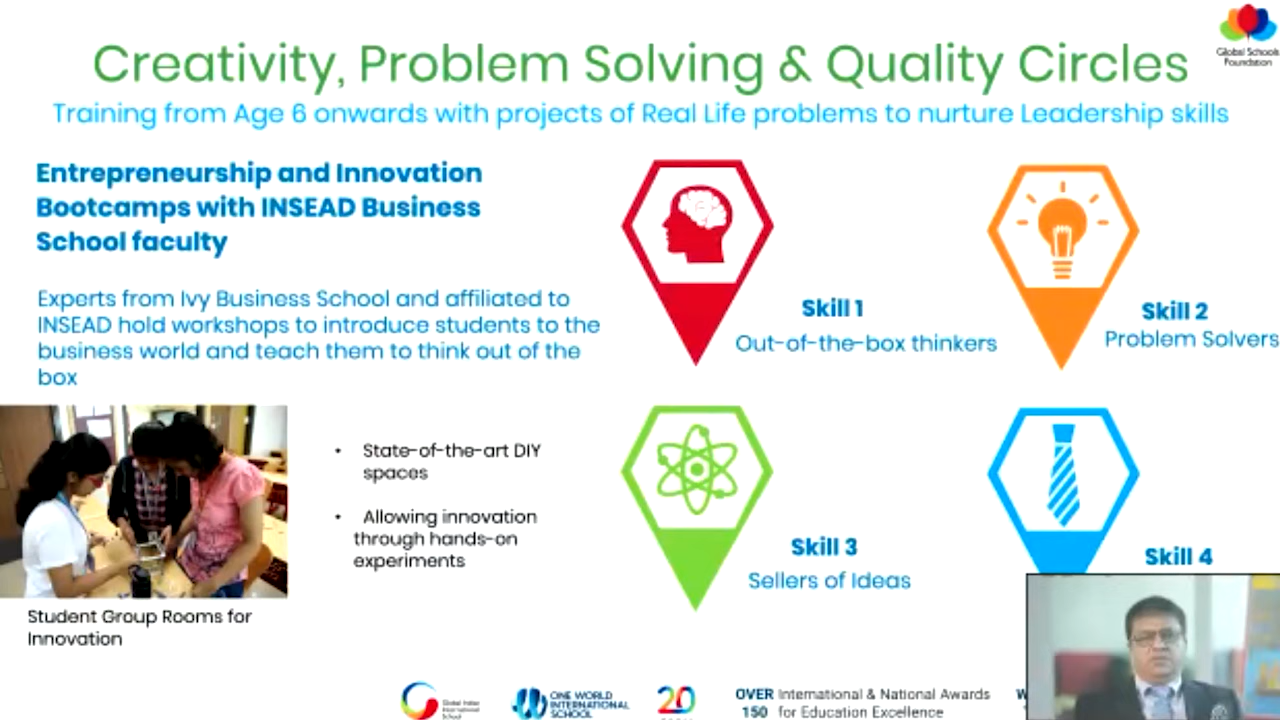 Global Schools
Foundation
Creativity, Problem Solving & Quality Circles
Training from Age 6 onwards with projects of Real Life problems to nurture Leadership skills
Entrepreneurship and Innovation
Bootcamps with INSEAD Business
School faculty
Experts from Ivy Business School and affiliated to
INSEAD hold workshops to introduce students to the
business world and teach them to think out of the
box
Skill 1
Out-of-the-box thinkers
Skill 2
Problem Solvers
• State-of-the-art DIY
spaces
• Allowing innovation
through hands-on
experiments
Skill 3
Sellers of Ideas
Skill 4
Student Group Rooms for
Innovation
Global Indian
International
School
ONE WORLD
INTERNATIONAL
SCHOOL
20
OVER International & National Awards
150 for Education Excellence